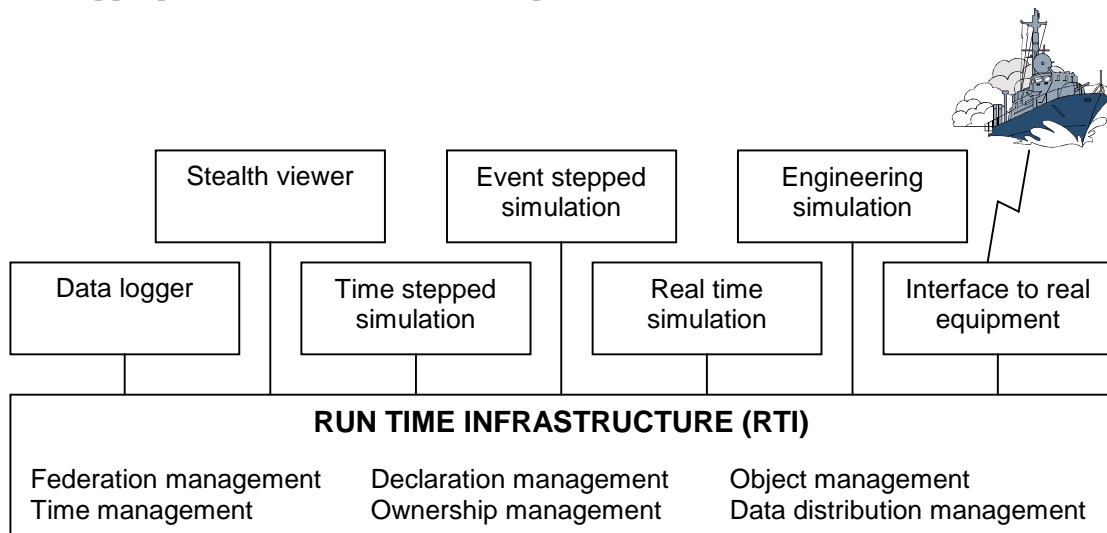 Stealth viewer
Event stepped
simulation
Engineering
simulation
Data logger
Time stepped
simulation
Real time
simulation
Interface to real
equipment
RUN TIME INFRASTRUCTURE (RTI)
Federation management
Declaration management
Object management
Time management
Ownership management
Data distribution management